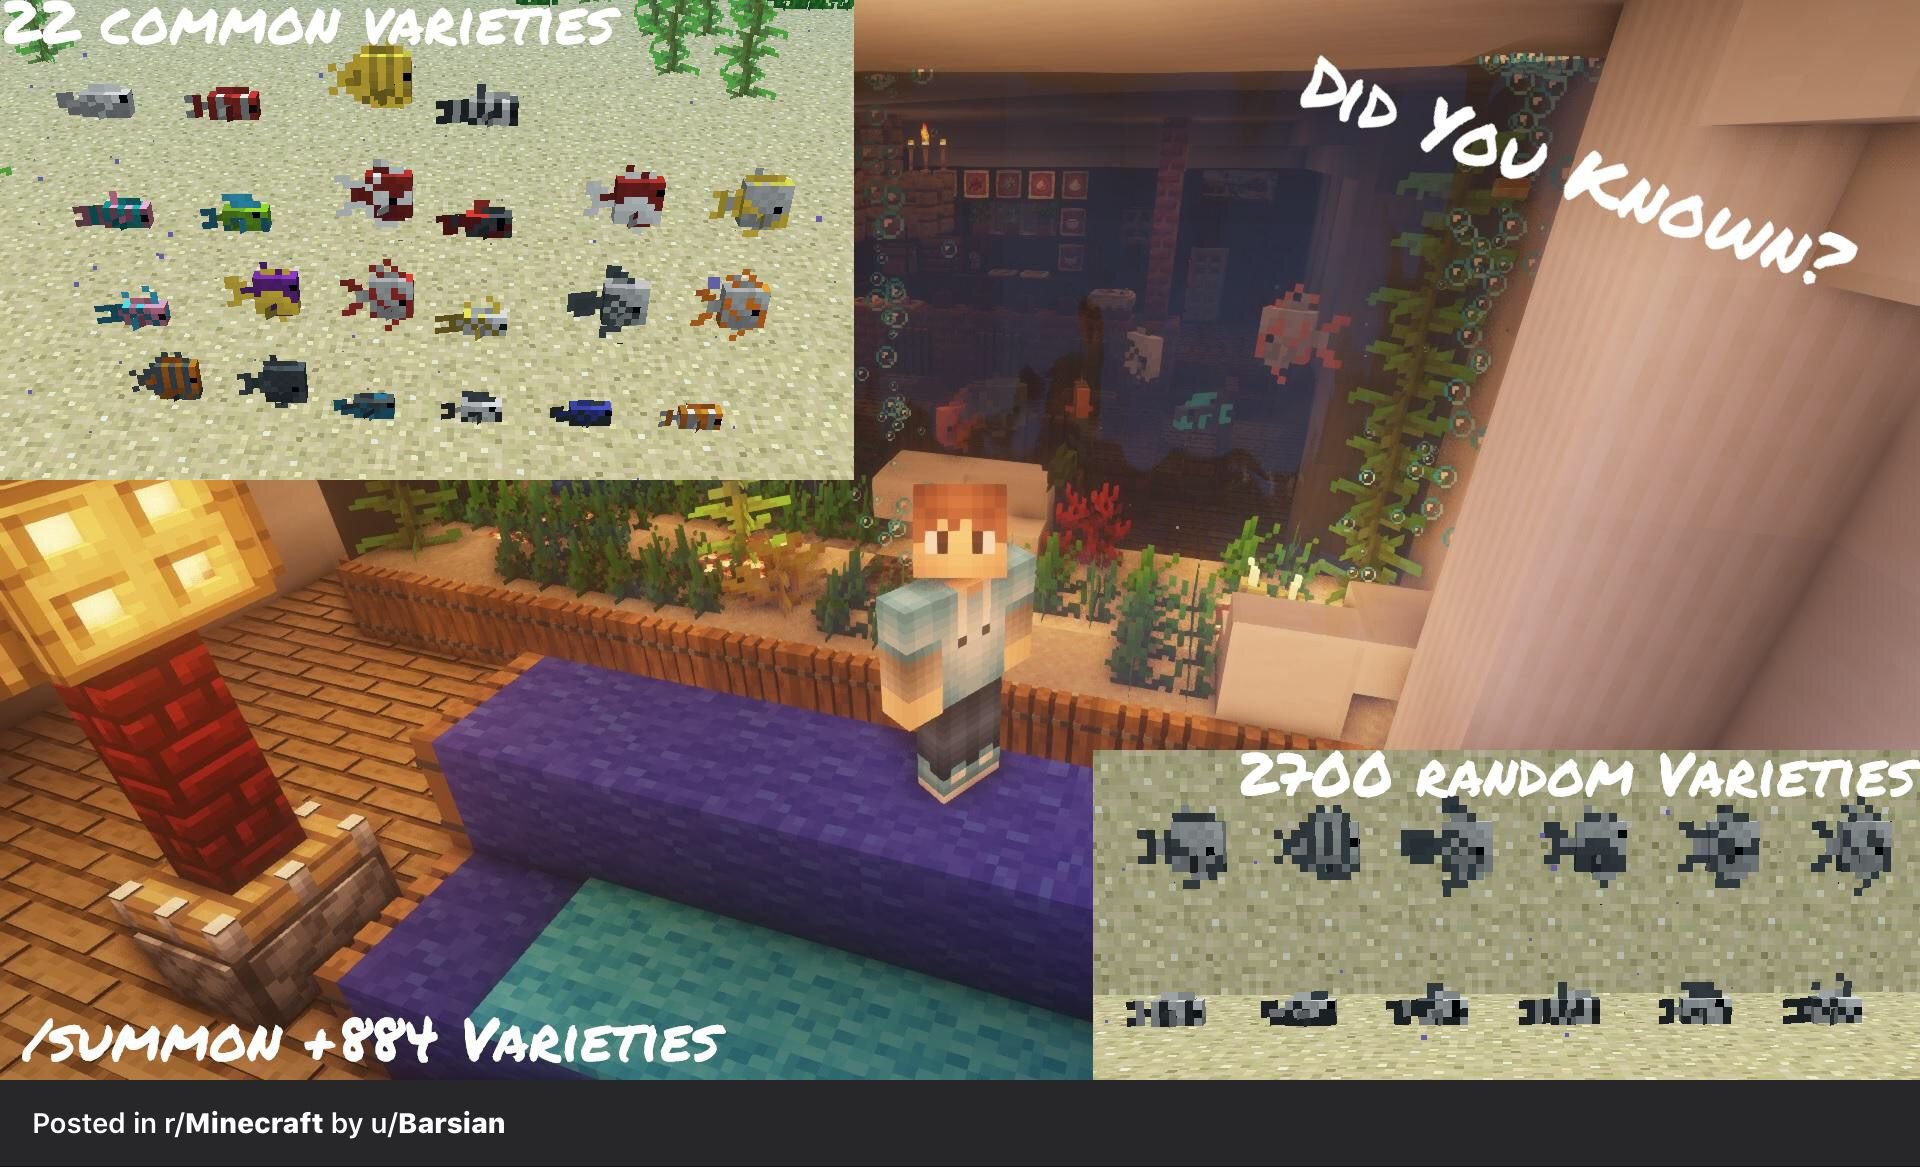 22 common varieties
Did You Known?
2700 random Varieties
/summon +884 Varieties
Posted in r/Minecraft by u/Barsian